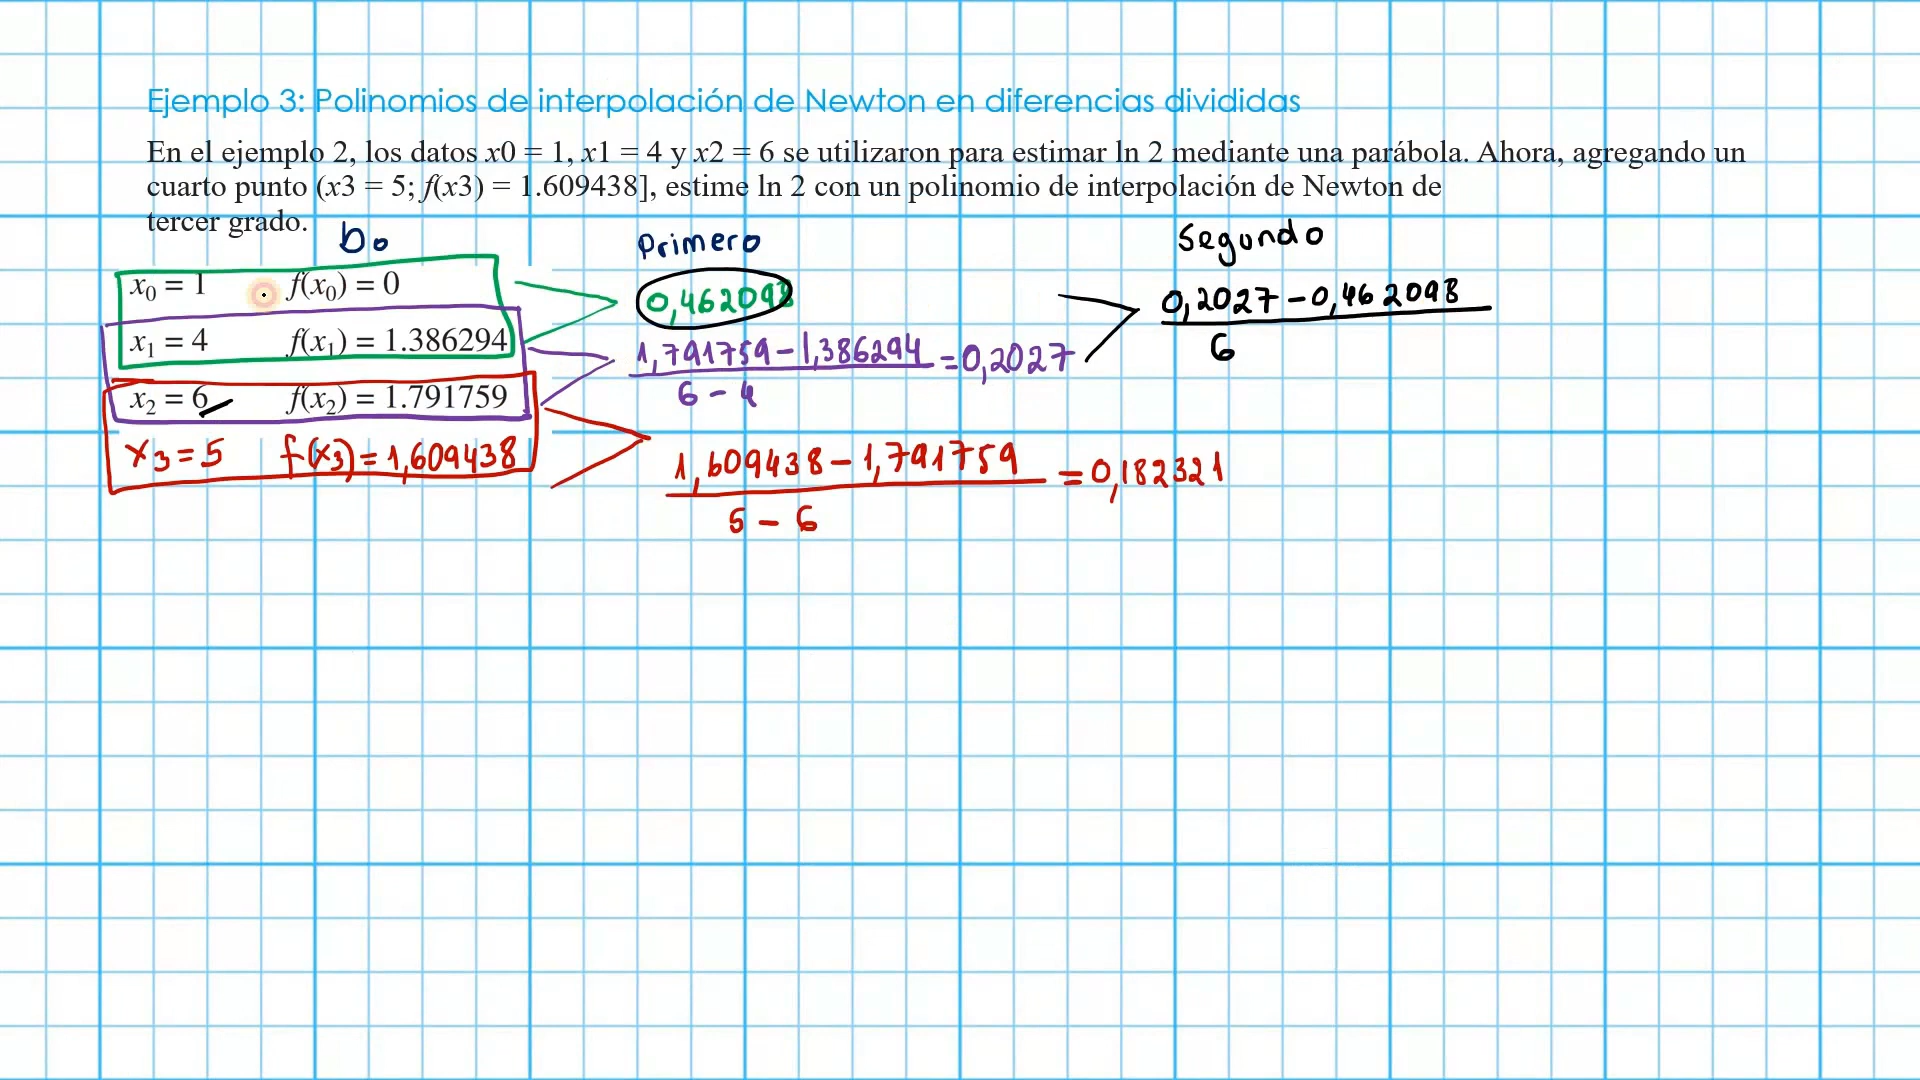 Ejemplo 3: Polinomios de interpolación de Newton en diferencias divididas
En el ejemplo 2, los datos x0 = 1, x1 = 4 y x2 = 6 se utilizaron para estimar ln 2 mediante una parábola. Ahora, agregando un
cuarto punto (x3 = 5; f(x3) = 1.609438], estime ln 2 con un polinomio de interpolación de Newton de
tercer grado.
b₀ Primero Segundo
x₀ = 1 f(x₀) = 0 0,462098 0,2027 - 0,462098
6
x₁ = 4 f(x₁) = 1.386294 1,791759 - 1,386294 = 0,2027
6 - 4
x₂ = 6 f(x₂) = 1.791759
x₃ = 5 f(x₃) = 1,609438 1,609438 - 1,791759 = 0,182321
5 - 6